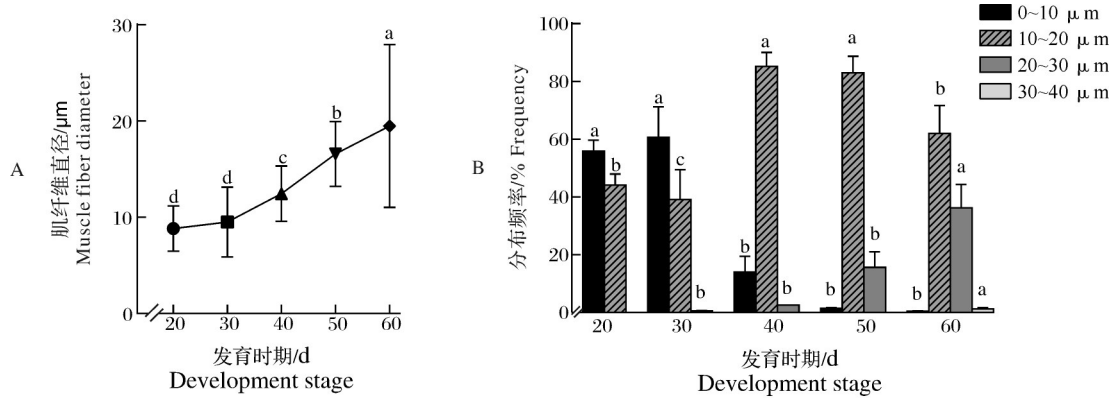 A
肌纤维直径/μm
Muscle fiber diameter
30
20
10
0
d
d
c
b
a
20
30
40
50
60
发育时期/d
Development stage
B
分布频率/% Frequency
100
80
60
40
20
0
a
b
a
c
b
b
a
b
b
a
b
b
b
a
a
20
30
40
50
60
发育时期/d
Development stage
0~10 μm
10~20 μm
20~30 μm
30~40 μm